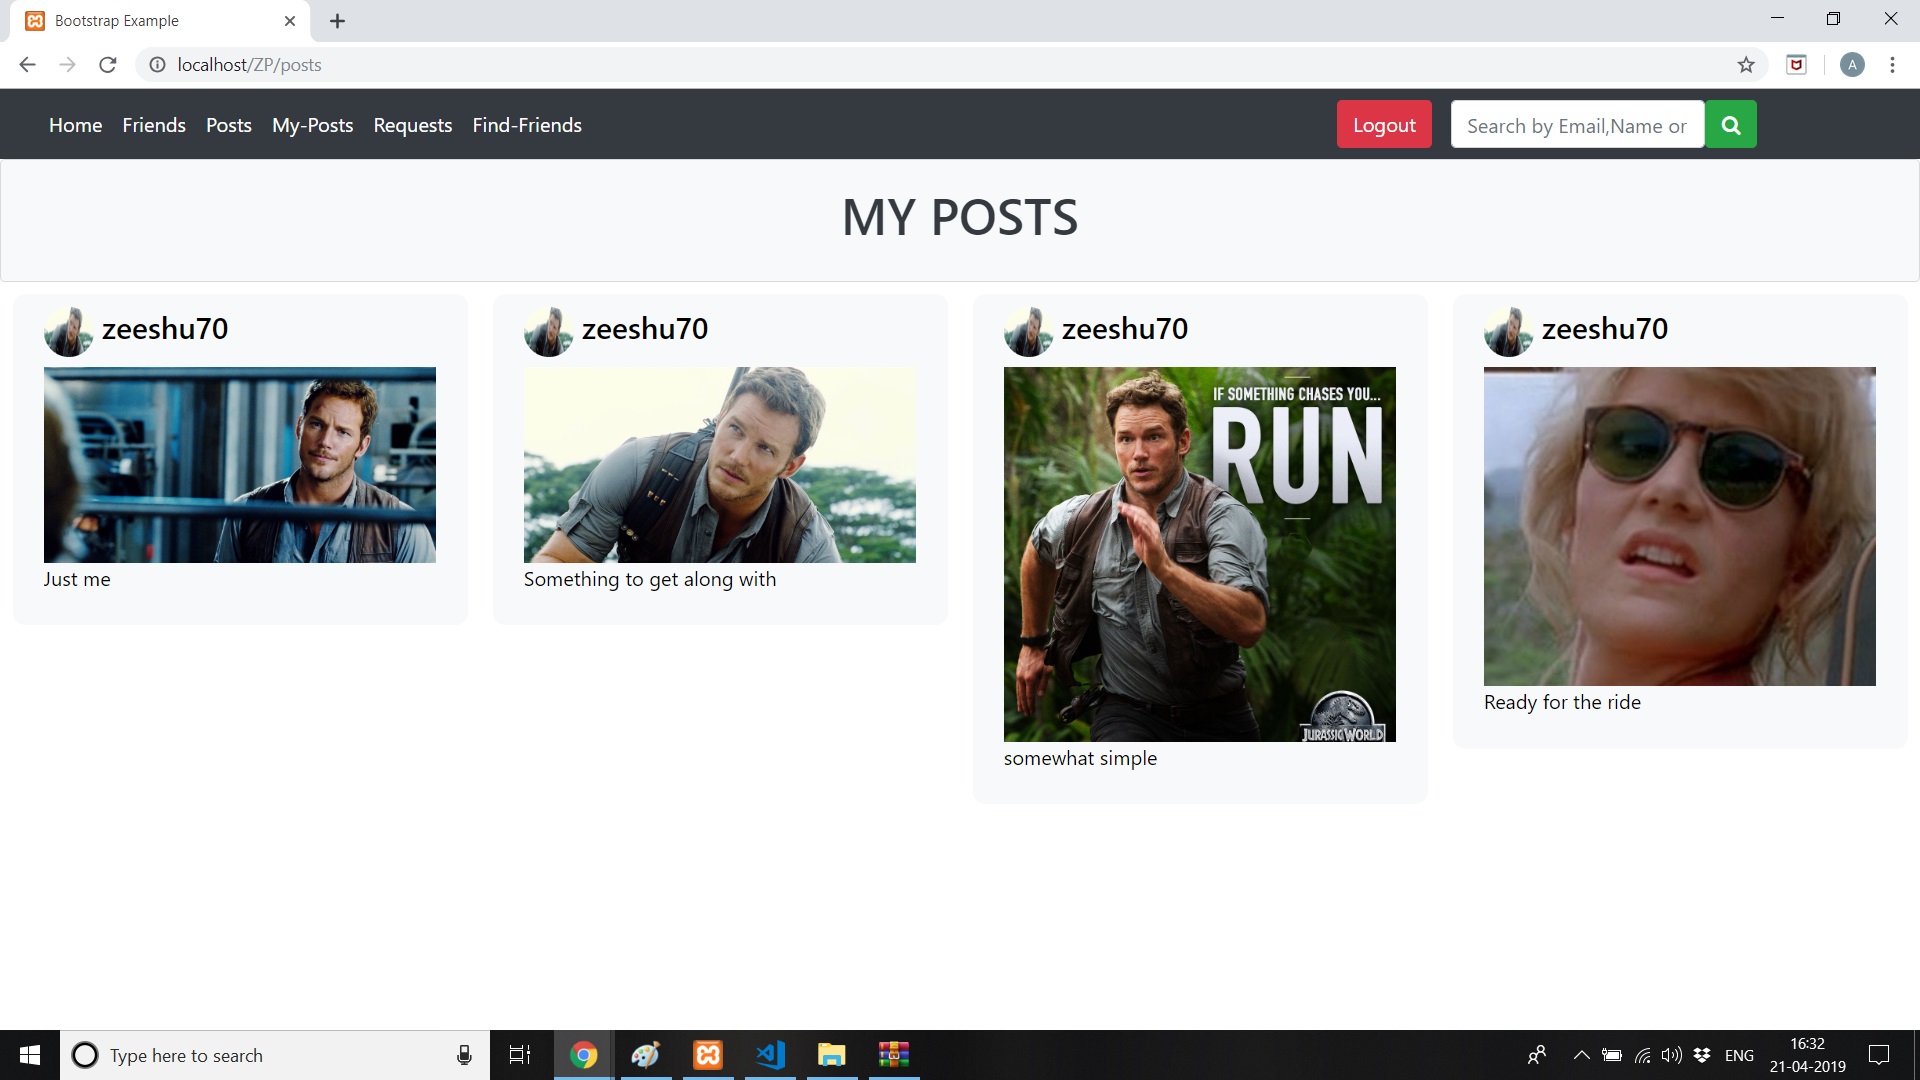 Bootstrap Example
localhost/ZP/posts
A
Home Friends Posts My-Posts Requests Find-Friends Logout Search by Email,Name or
MY POSTS
zeeshu70
Just me
zeeshu70
Something to get along with
zeeshu70
IF SOMETHING CHASES YOU...
RUN
JURASSIC WORLD
somewhat simple
zeeshu70
Ready for the ride
Type here to search
ENG
16:32
21-04-2019